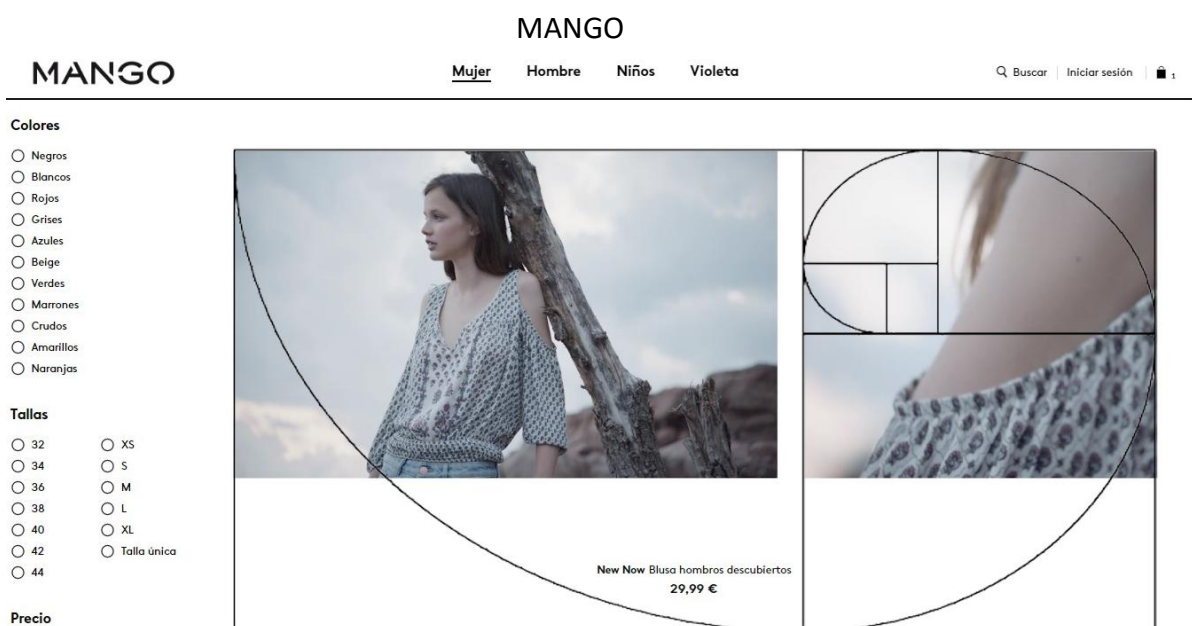 MANGO
MANGO Mujer Hombre Niños Violeta Buscar Iniciar sesión 1
Colores
Negros
Blancos
Rojos
Grises
Azules
Beige
Verdes
Marrones
Crudos
Amarillos
Naranjas
Tallas
32 XS
34 S
36 M
38 L
40 XL
42 Talla única
44
New Now Blusa hombros descubiertos
29,99 €
Precio